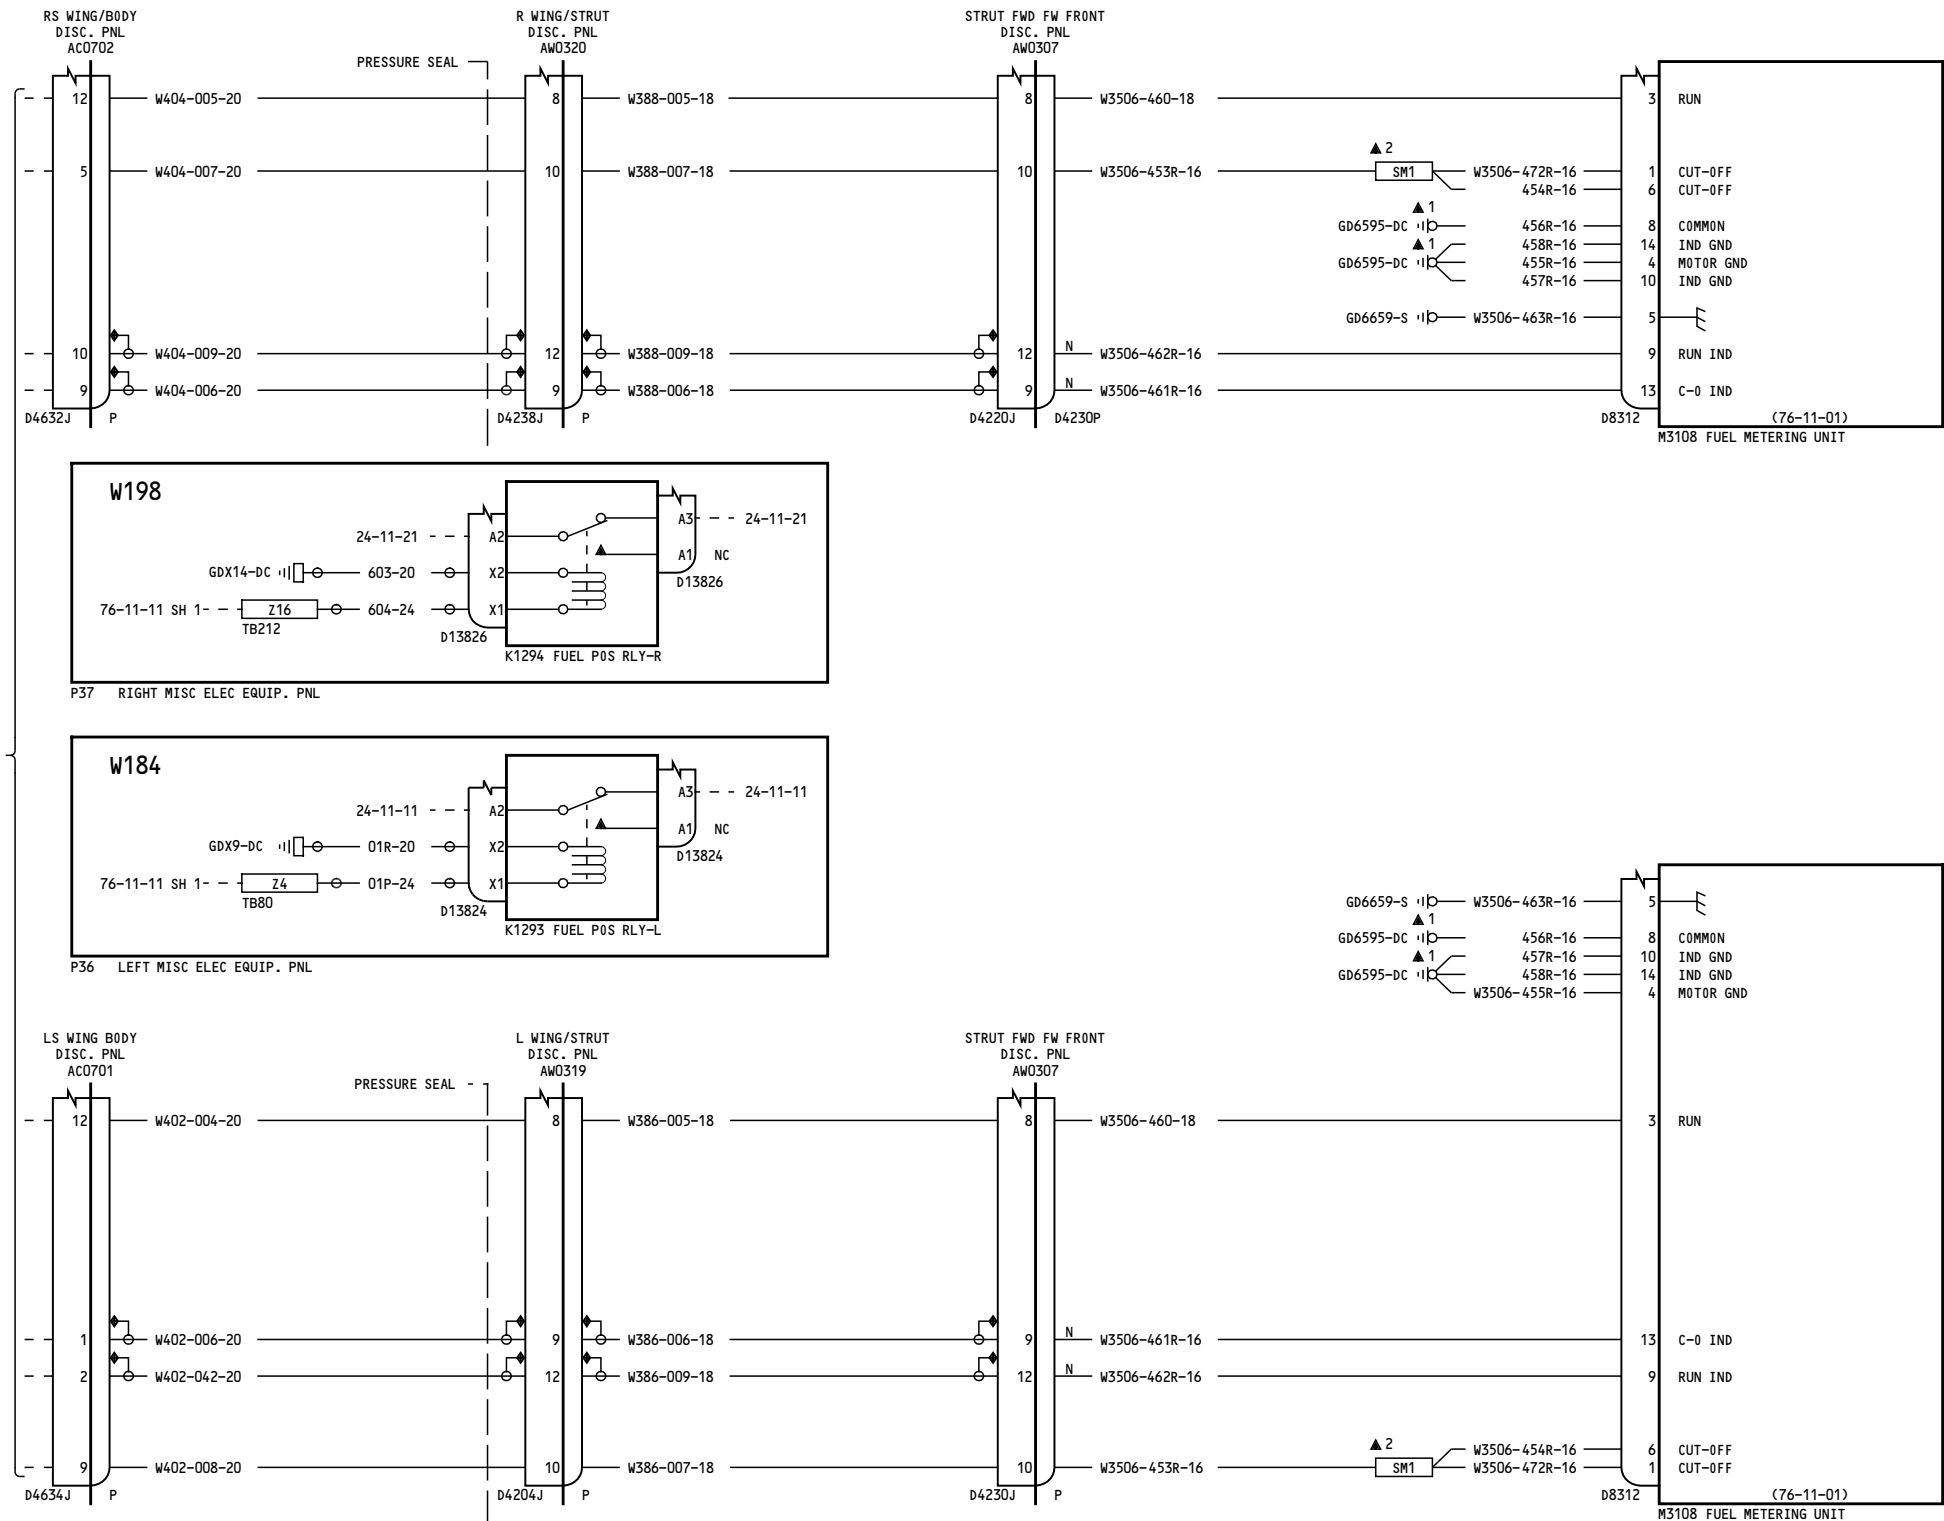 RS WING/BODY
DISC. PNL
AC0702
R WING/STRUT
DISC. PNL
AW0320
STRUT FWD FW FRONT
DISC. PNL
AW0307
PRESSURE SEAL
12 W404-005-20 8 W388-005-18 8 W3506-460-18 3 RUN
▲ 2
5 W404-007-20 10 W388-007-18 10 W3506-453R-16 SM1 W3506-472R-16 1 CUT-OFF
454R-16 6 CUT-OFF
▲ 1
GD6595-DC 456R-16 8 COMMON
▲ 1 458R-16 14 IND GND
GD6595-DC 455R-16 4 MOTOR GND
457R-16 10 IND GND
GD6659-S W3506-463R-16 5
10 W404-009-20 12 W388-009-18 12 N W3506-462R-16 9 RUN IND
9 W404-006-20 9 W388-006-18 9 N W3506-461R-16 13 C-O IND
D4632J P D4238J P D4220J D4230P D8312 (76-11-01)
M3108 FUEL METERING UNIT
W198
24-11-21 A2 A3 24-11-21
A1 NC
GDX14-DC 603-20 X2 D13826
76-11-11 SH 1 Z16 604-24 X1
TB212 D13826
K1294 FUEL POS RLY-R
P37 RIGHT MISC ELEC EQUIP. PNL
W184
24-11-11 A2 A3 24-11-11
A1 NC
GDX9-DC 01R-20 X2 D13824
76-11-11 SH 1 Z4 01P-24 X1
TB80 D13824
K1293 FUEL POS RLY-L
P36 LEFT MISC ELEC EQUIP. PNL
GD6659-S W3506-463R-16 5
▲ 1
GD6595-DC 456R-16 8 COMMON
▲ 1 457R-16 10 IND GND
GD6595-DC 458R-16 14 IND GND
W3506-455R-16 4 MOTOR GND
LS WING BODY
DISC. PNL
AC0701
L WING/STRUT
DISC. PNL
AW0319
STRUT FWD FW FRONT
DISC. PNL
AW0307
PRESSURE SEAL
12 W402-004-20 8 W386-005-18 8 W3506-460-18 3 RUN
1 W402-006-20 9 W386-006-18 9 N W3506-461R-16 13 C-O IND
2 W402-042-20 12 W386-009-18 12 N W3506-462R-16 9 RUN IND
▲ 2 W3506-454R-16 6 CUT-OFF
9 W402-008-20 10 W386-007-18 10 W3506-453R-16 SM1 W3506-472R-16 1 CUT-OFF
D4634J P D4204J P D4230J P D8312 (76-11-01)
M3108 FUEL METERING UNIT